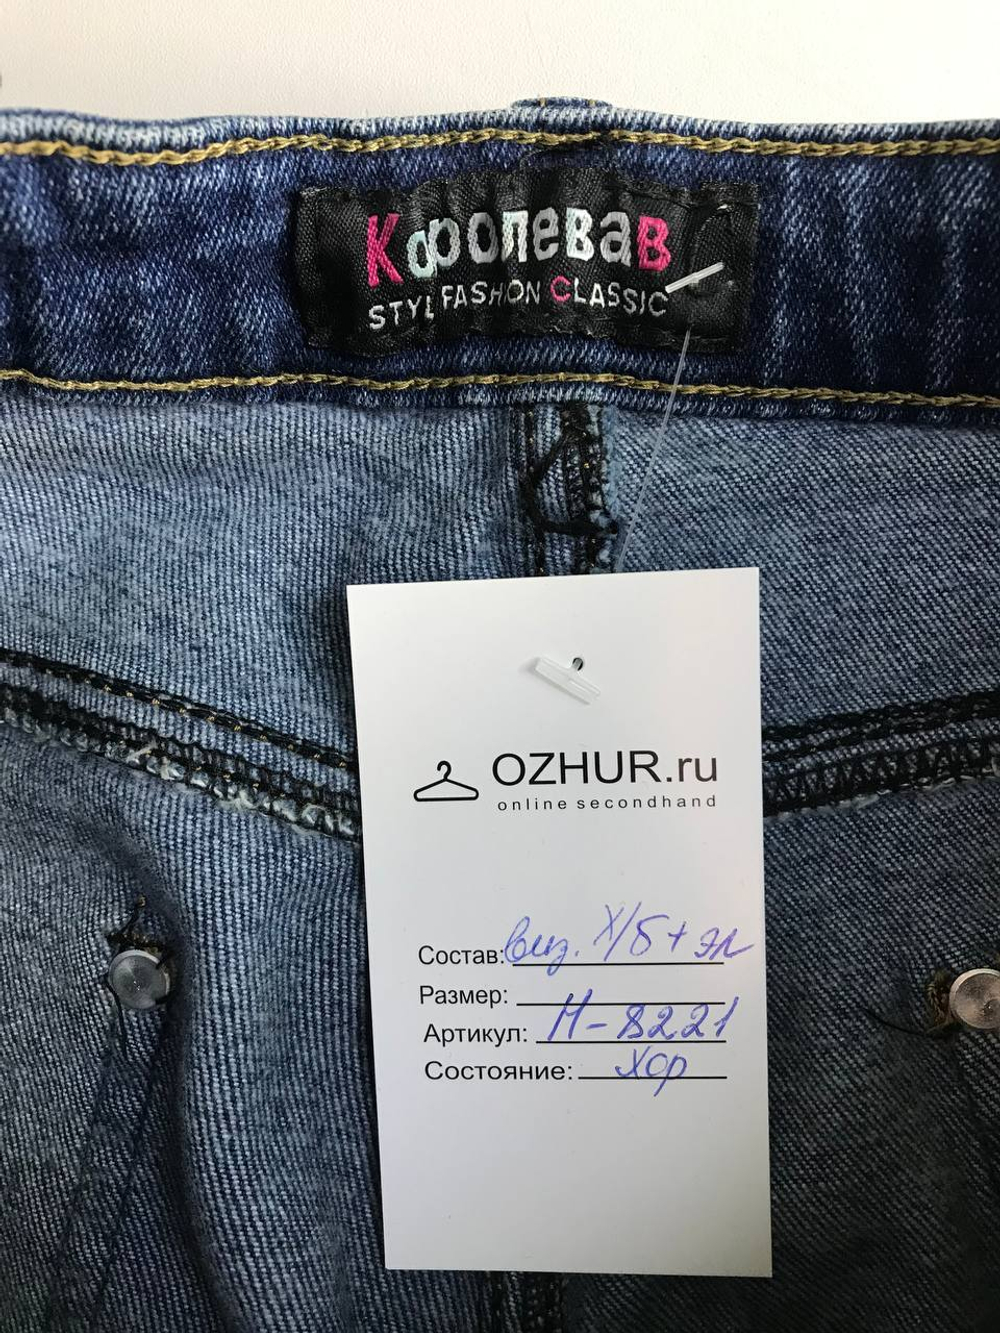 КоролеваВ
STYL FASHION CLASSIC
OZHUR.ru
online secondhand
Состав: виз. х/б + эл
Размер:
Артикул: М-8221
Состояние: хор